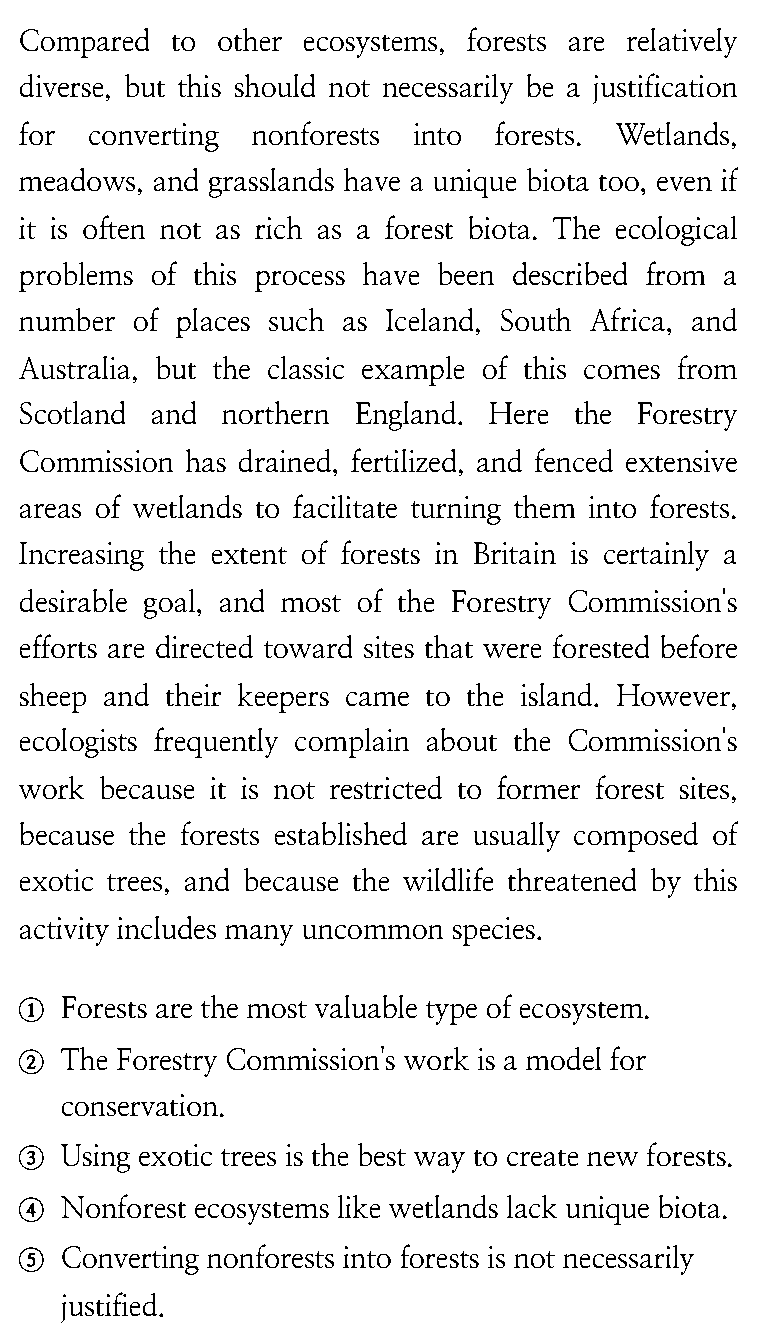 Compared to other ecosystems, forests are relatively
diverse, but this should not necessarily be a justification
for converting nonforests into forests. Wetlands,
meadows, and grasslands have a unique biota too, even if
it is often not as rich as a forest biota. The ecological
problems of this process have been described from a
number of places such as Iceland, South Africa, and
Australia, but the classic example of this comes from
Scotland and northern England. Here the Forestry
Commission has drained, fertilized, and fenced extensive
areas of wetlands to facilitate turning them into forests.
Increasing the extent of forests in Britain is certainly a
desirable goal, and most of the Forestry Commission's
efforts are directed toward sites that were forested before
sheep and their keepers came to the island. However,
ecologists frequently complain about the Commission's
work because it is not restricted to former forest sites,
because the forests established are usually composed of
exotic trees, and because the wildlife threatened by this
activity includes many uncommon species.
① Forests are the most valuable type of ecosystem.
② The Forestry Commission's work is a model for
conservation.
③ Using exotic trees is the best way to create new forests.
④ Nonforest ecosystems like wetlands lack unique biota.
⑤ Converting nonforests into forests is not necessarily
justified.